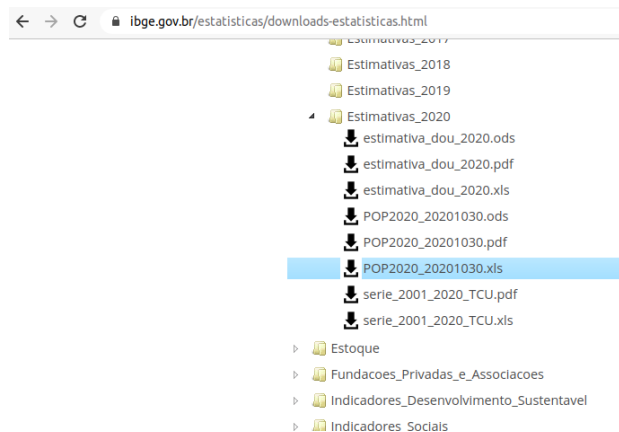 ibge.gov.br/estatisticas/downloads-estatisticas.html
Estimativas_2017
Estimativas_2018
Estimativas_2019
Estimativas_2020
estimativa_dou_2020.ods
estimativa_dou_2020.pdf
estimativa_dou_2020.xls
POP2020_20201030.ods
POP2020_20201030.pdf
POP2020_20201030.xls
serie_2001_2020_TCU.pdf
serie_2001_2020_TCU.xls
Estoque
Fundacoes_Privadas_e_Associacoes
Indicadores_Desenvolvimento_Sustentavel
Indicadores_Sociais